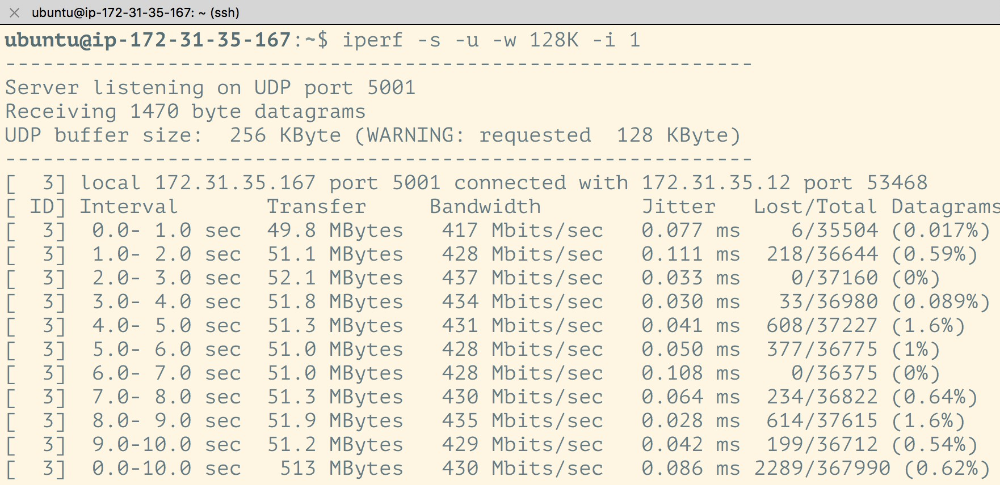 ubuntu@ip-172-31-35-167: ~ (ssh)
ubuntu@ip-172-31-35-167:~$ iperf -s -u -w 128K -i 1
------------------------------------------------------------
Server listening on UDP port 5001
Receiving 1470 byte datagrams
UDP buffer size:  256 KByte (WARNING: requested  128 KByte)
------------------------------------------------------------
[  3] local 172.31.35.167 port 5001 connected with 172.31.35.12 port 53468
[ ID] Interval       Transfer     Bandwidth        Jitter   Lost/Total Datagrams
[  3]  0.0- 1.0 sec  49.8 MBytes   417 Mbits/sec   0.077 ms    6/35504 (0.017%)
[  3]  1.0- 2.0 sec  51.1 MBytes   428 Mbits/sec   0.111 ms  218/36644 (0.59%)
[  3]  2.0- 3.0 sec  52.1 MBytes   437 Mbits/sec   0.033 ms    0/37160 (0%)
[  3]  3.0- 4.0 sec  51.8 MBytes   434 Mbits/sec   0.030 ms   33/36980 (0.089%)
[  3]  4.0- 5.0 sec  51.3 MBytes   431 Mbits/sec   0.041 ms  608/37227 (1.6%)
[  3]  5.0- 6.0 sec  51.0 MBytes   428 Mbits/sec   0.050 ms  377/36775 (1%)
[  3]  6.0- 7.0 sec  51.0 MBytes   428 Mbits/sec   0.108 ms    0/36375 (0%)
[  3]  7.0- 8.0 sec  51.3 MBytes   430 Mbits/sec   0.064 ms  234/36822 (0.64%)
[  3]  8.0- 9.0 sec  51.9 MBytes   435 Mbits/sec   0.028 ms  614/37615 (1.6%)
[  3]  9.0-10.0 sec  51.2 MBytes   429 Mbits/sec   0.042 ms  199/36712 (0.54%)
[  3]  0.0-10.0 sec   513 MBytes   430 Mbits/sec   0.086 ms 2289/367990 (0.62%)